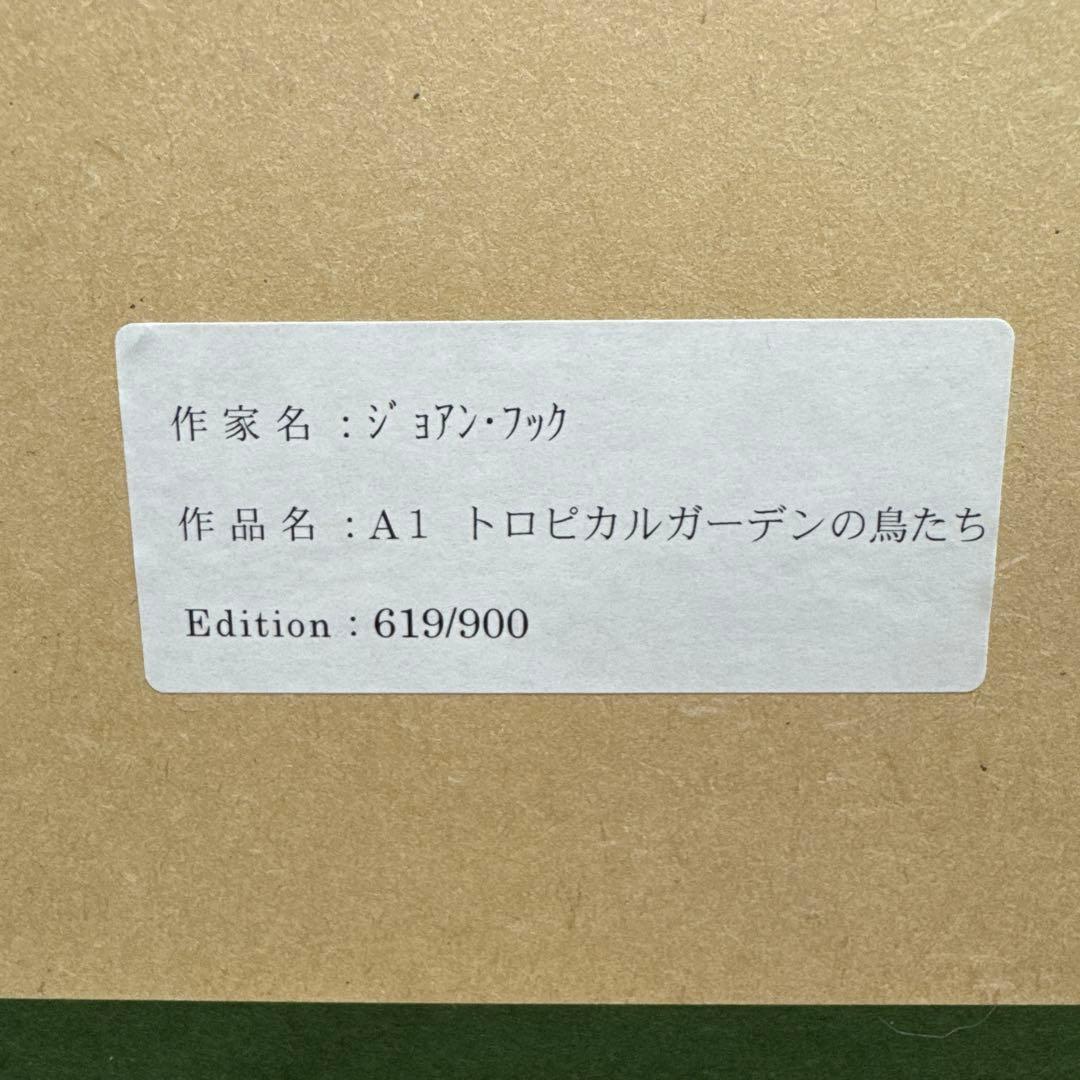 作家名：ｼﾞｮｱﾝ･ﾌｯｸ
作品名：A1 トロピカルガーデンの鳥たち
Edition：619/900